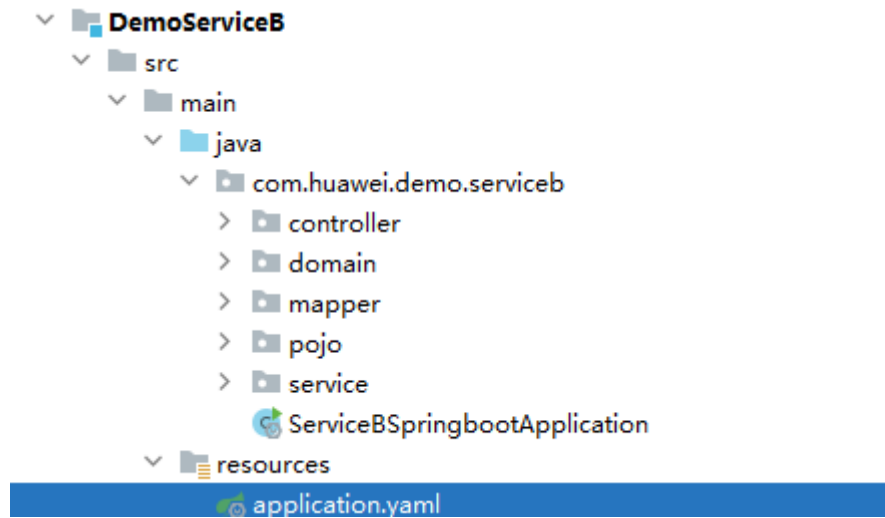 DemoServiceB
src
main
java
com.huawei.demo.serviceb
controller
domain
mapper
pojo
service
ServiceBSpringbootApplication
resources
application.yaml